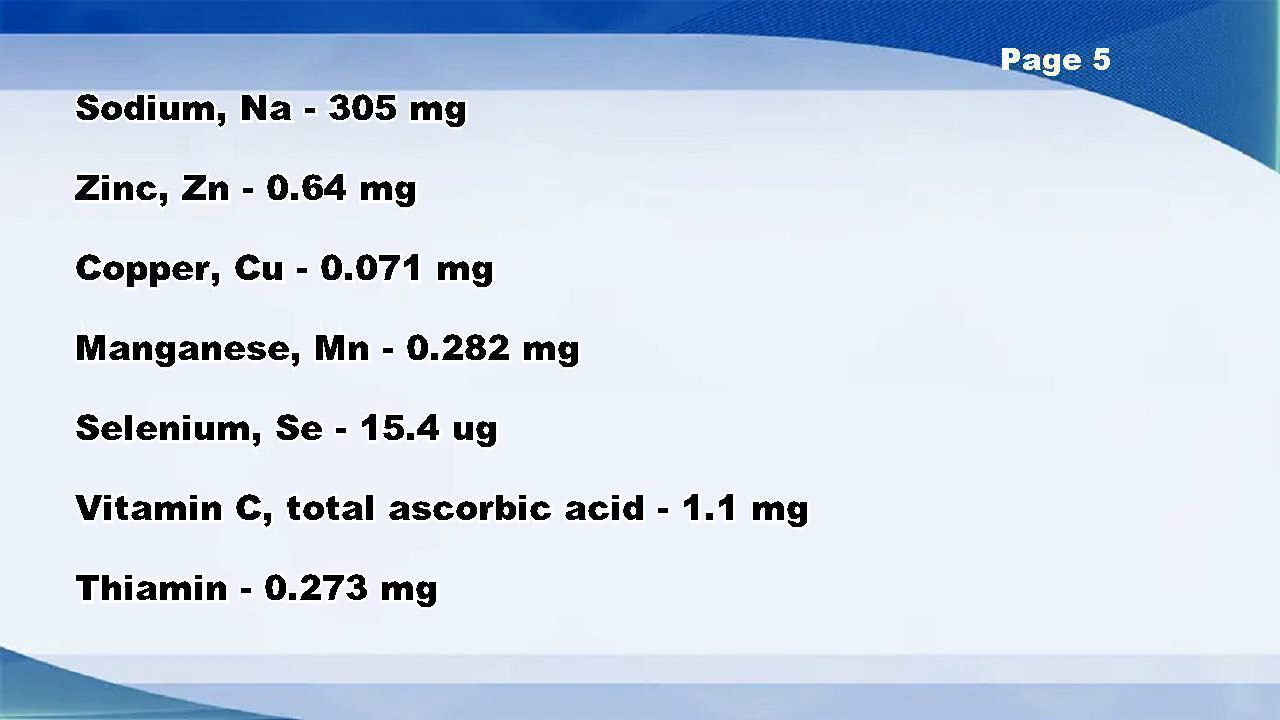 Page 5
Sodium, Na - 305 mg
Zinc, Zn - 0.64 mg
Copper, Cu - 0.071 mg
Manganese, Mn - 0.282 mg
Selenium, Se - 15.4 ug
Vitamin C, total ascorbic acid - 1.1 mg
Thiamin - 0.273 mg